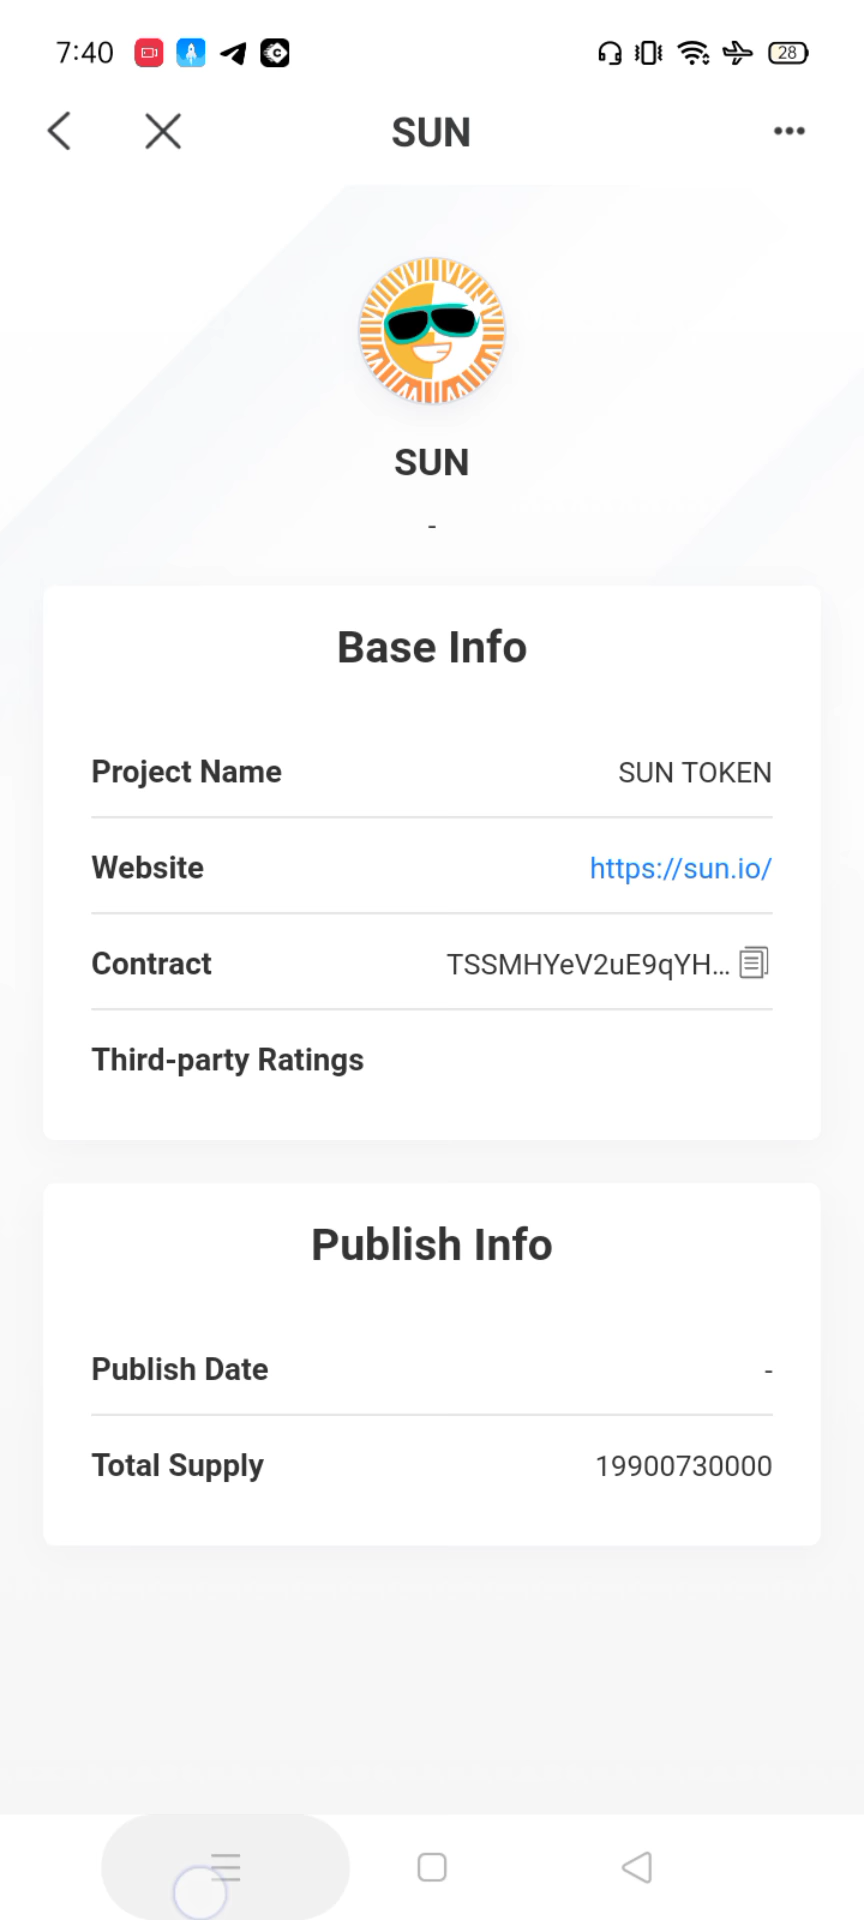 7:40
28
SUN
SUN
-
Base Info
Project Name SUN TOKEN
Website https://sun.io/
Contract TSSMHYeV2uE9qYH...
Third-party Ratings
Publish Info
Publish Date -
Total Supply 19900730000